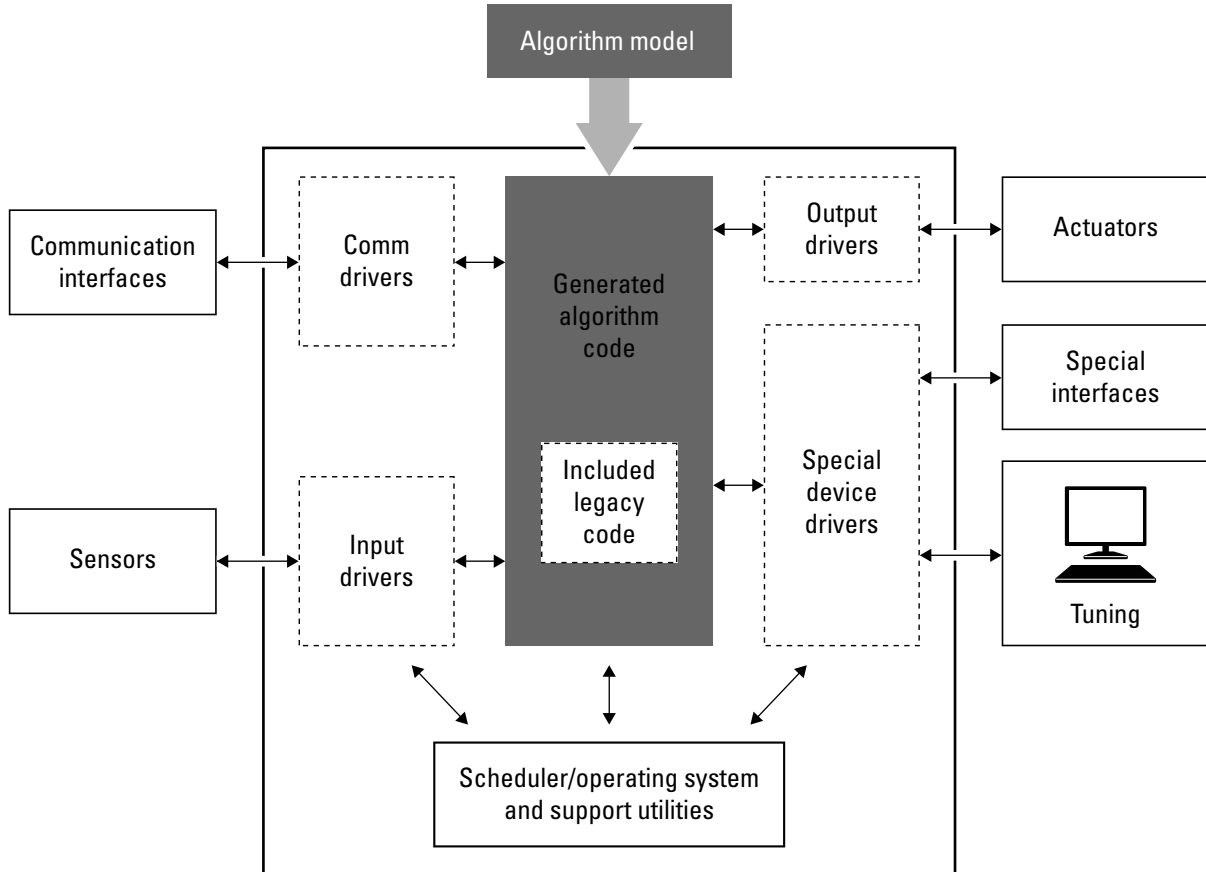 Algorithm model
Communication
interfaces
Comm
drivers
Generated
algorithm
code
Output
drivers
Actuators
Special
interfaces
Included
legacy
code
Special
device
drivers
Sensors
Input
drivers
Tuning
Scheduler/operating system
and support utilities